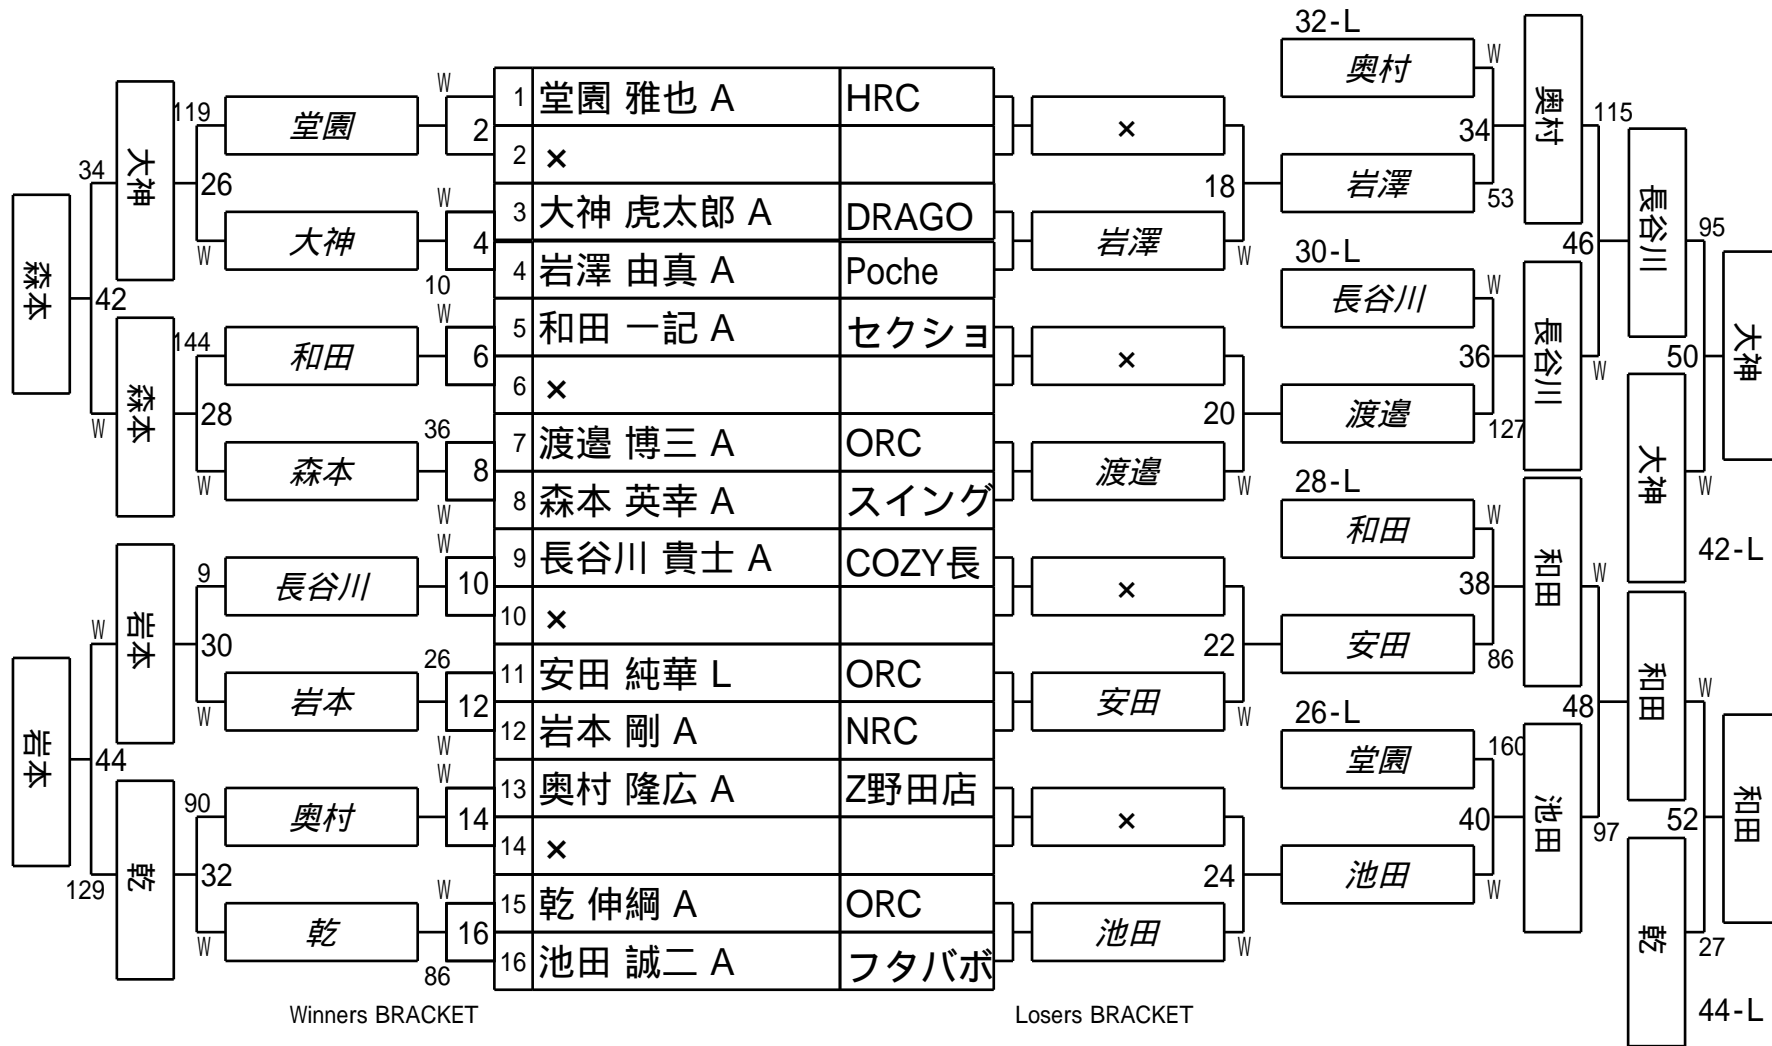 32-L
奥村 W
W
1 堂園 雅也 A HRC
119 堂園 2 × 34 奥村 115
2 ×
34 大神 26 W 18 岩澤 53
3 大神 虎太郎 A DRAGO
W 大神 4 岩澤 W
30-L 46 長谷川 95
森本 42 10 4 岩澤 由真 A Poche
長谷川 W
W 5 和田 一記 A セクショ
144 和田 6 × 36 長谷川 W 50 大神
6 ×
W 森本 28 36 20 渡邉 127
7 渡邉 博三 A ORC
W 森本 8 渡邉 W 大神 W
28-L
W 8 森本 英幸 A スイング
和田 W
W 9 長谷川 貴士 A COZY長 42-L
9 長谷川 10 × 38 和田 W
10 ×
W 岩本 30 26 22 安田 86
11 安田 純華 L ORC
W 岩本 12 安田 W 和田 W
26-L 48
岩本 44 W 12 岩本 剛 A NRC
堂園 160
W 13 奥村 隆広 A Z野田店
90 奥村 14 × 40 池田 97 52 和田
14 ×
129 乾 32 W 24 池田 W
15 乾 伸綱 A ORC
W 乾 16 池田 W 乾 27
86 16 池田 誠二 A フタバボ
Winners BRACKET Losers BRACKET 44-L